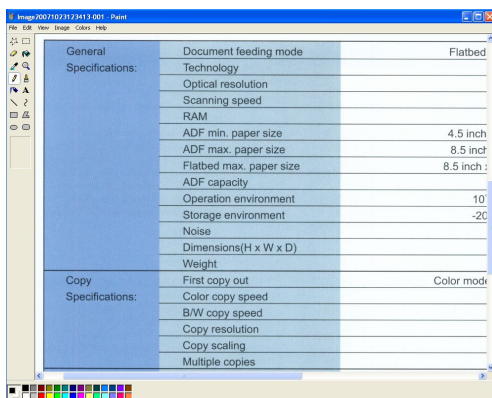 Image20071023123413-001 - Paint
File Edit View Image Colors Help
General Document feeding mode Flatbed
Specifications: Technology
Optical resolution
Scanning speed
RAM
ADF min. paper size 4.5 inch
ADF max. paper size 8.5 inch
Flatbed max. paper size 8.5 inch
ADF capacity
Operation environment 10
Storage environment -20
Noise
Dimensions(H x W x D)
Weight
Copy First copy out Color mode
Specifications: Color copy speed
B/W copy speed
Copy resolution
Copy scaling
Multiple copies